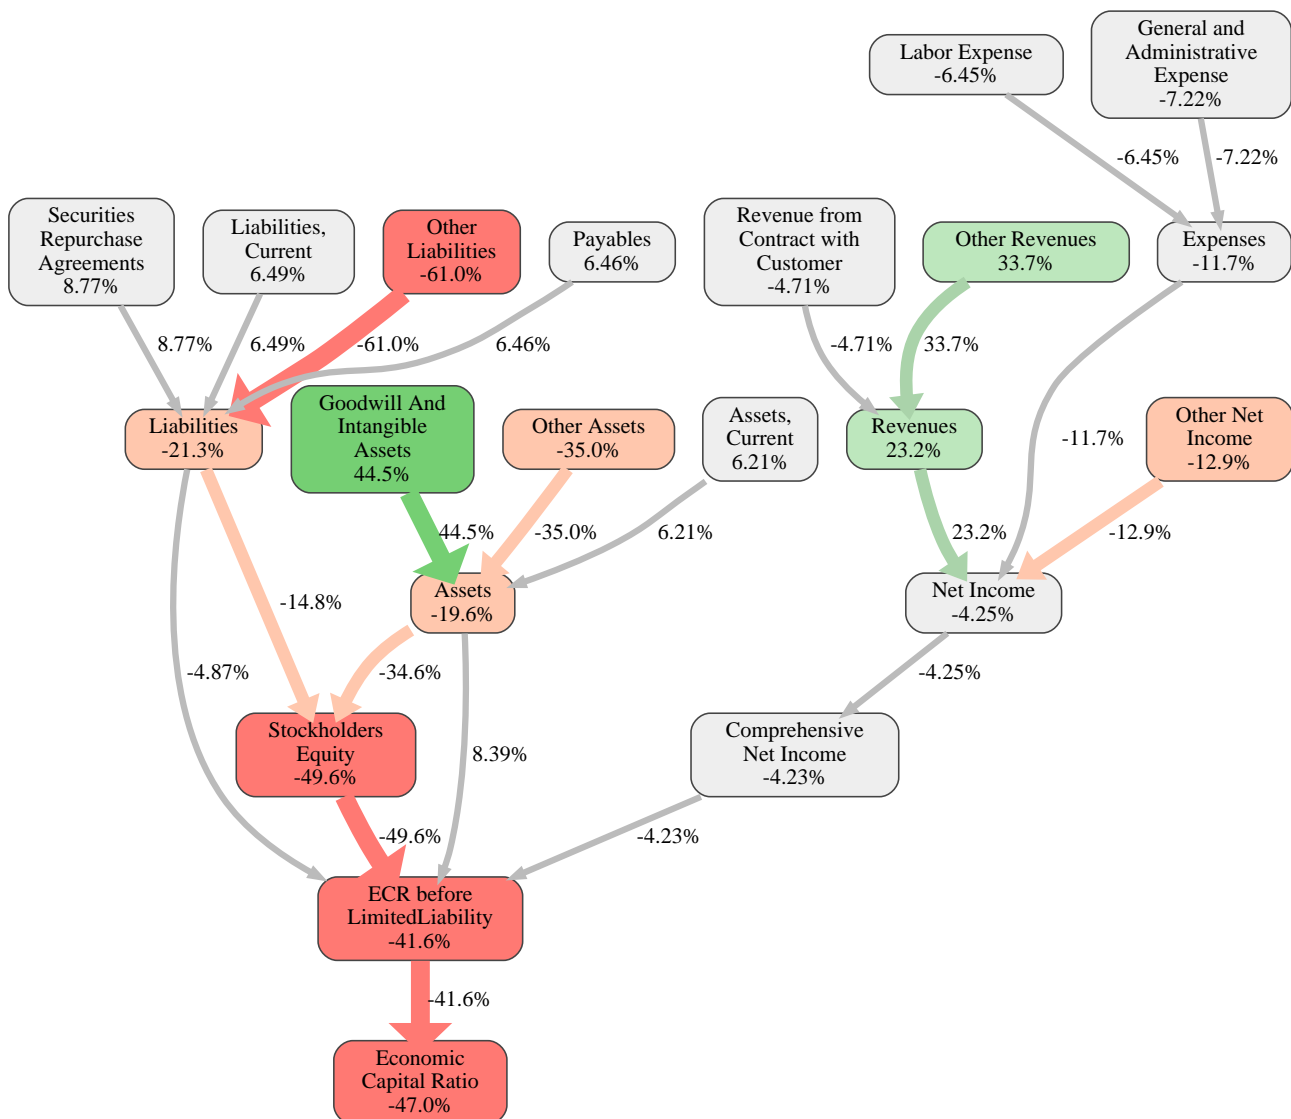 Labor Expense
-6.45%
General and
Administrative
Expense
-7.22%
-6.45%
-7.22%
Securities
Repurchase
Agreements
8.77%
Liabilities,
Current
6.49%
Other
Liabilities
-61.0%
Payables
6.46%
Revenue from
Contract with
Customer
-4.71%
Other Revenues
33.7%
Expenses
-11.7%
8.77%
6.49%
-61.0%
6.46%
-4.71%
33.7%
Liabilities
-21.3%
Goodwill And
Intangible
Assets
44.5%
Other Assets
-35.0%
Assets,
Current
6.21%
Revenues
23.2%
-11.7%
Other Net
Income
-12.9%
44.5%
-35.0%
6.21%
23.2%
-12.9%
-14.8%
Assets
-19.6%
Net Income
-4.25%
-4.87%
-34.6%
-4.25%
Stockholders
Equity
-49.6%
8.39%
Comprehensive
Net Income
-4.23%
-49.6%
-4.23%
ECR before
LimitedLiability
-41.6%
-41.6%
Economic
Capital Ratio
-47.0%